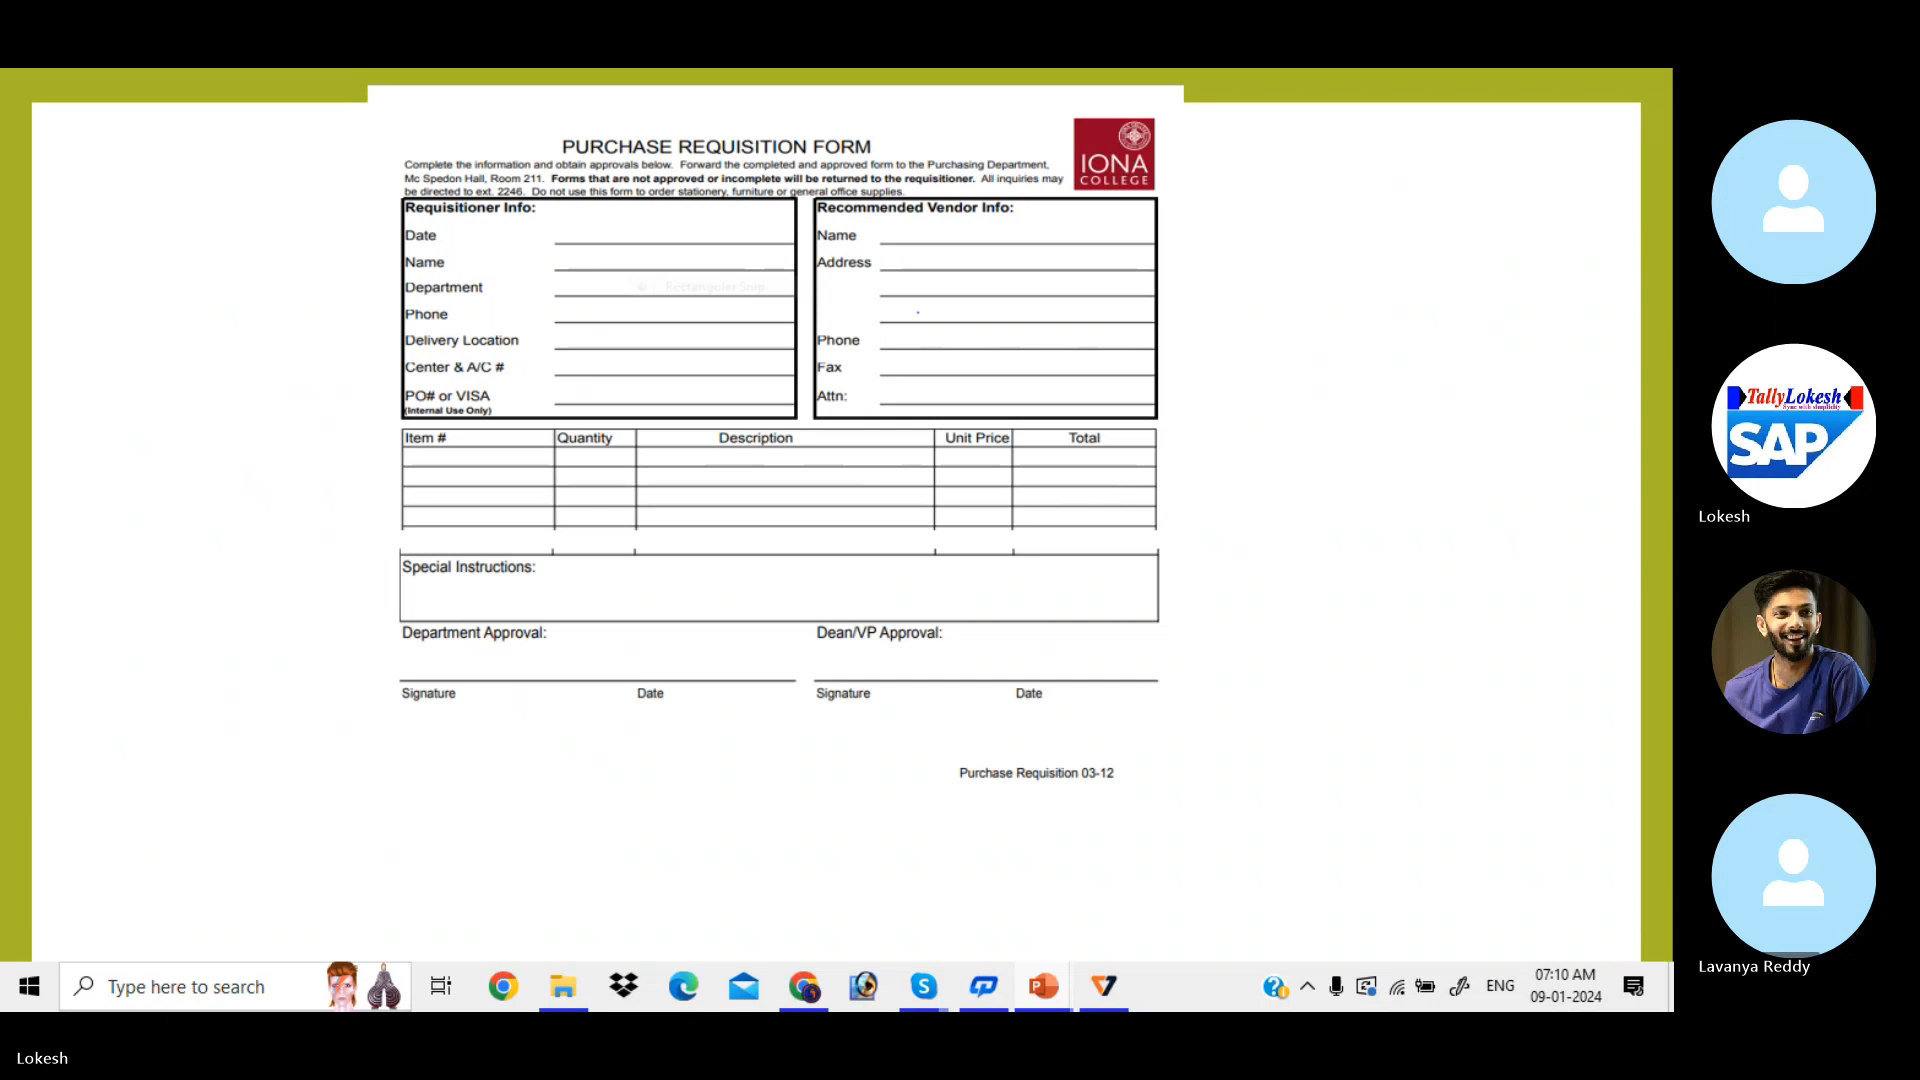 PURCHASE REQUISITION FORM
Complete the information and obtain approvals below. Forward the completed and approved form to the Purchasing Department,
Mc Spedon Hall, Room 211. Forms that are not approved or incomplete will be returned to the requisitioner. All inquiries may
be directed to ext. 2246. Do not use this form to order stationery, furniture or general office supplies.
IONA
COLLEGE
Requisitioner Info:
Date
Name
Department
Phone
Delivery Location
Center & A/C #
PO# or VISA
(Internal Use Only)
Rectangular Snip
Recommended Vendor Info:
Name
Address
Phone
Fax
Attn:
Item # Quantity Description Unit Price Total
Special Instructions:
Department Approval: Dean/VP Approval:
Signature Date Signature Date
Purchase Requisition 03-12
TallyLokesh
Sync with simplicity
SAP
Lokesh
Lavanya Reddy
Type here to search
ENG
07:10 AM
09-01-2024
Lokesh